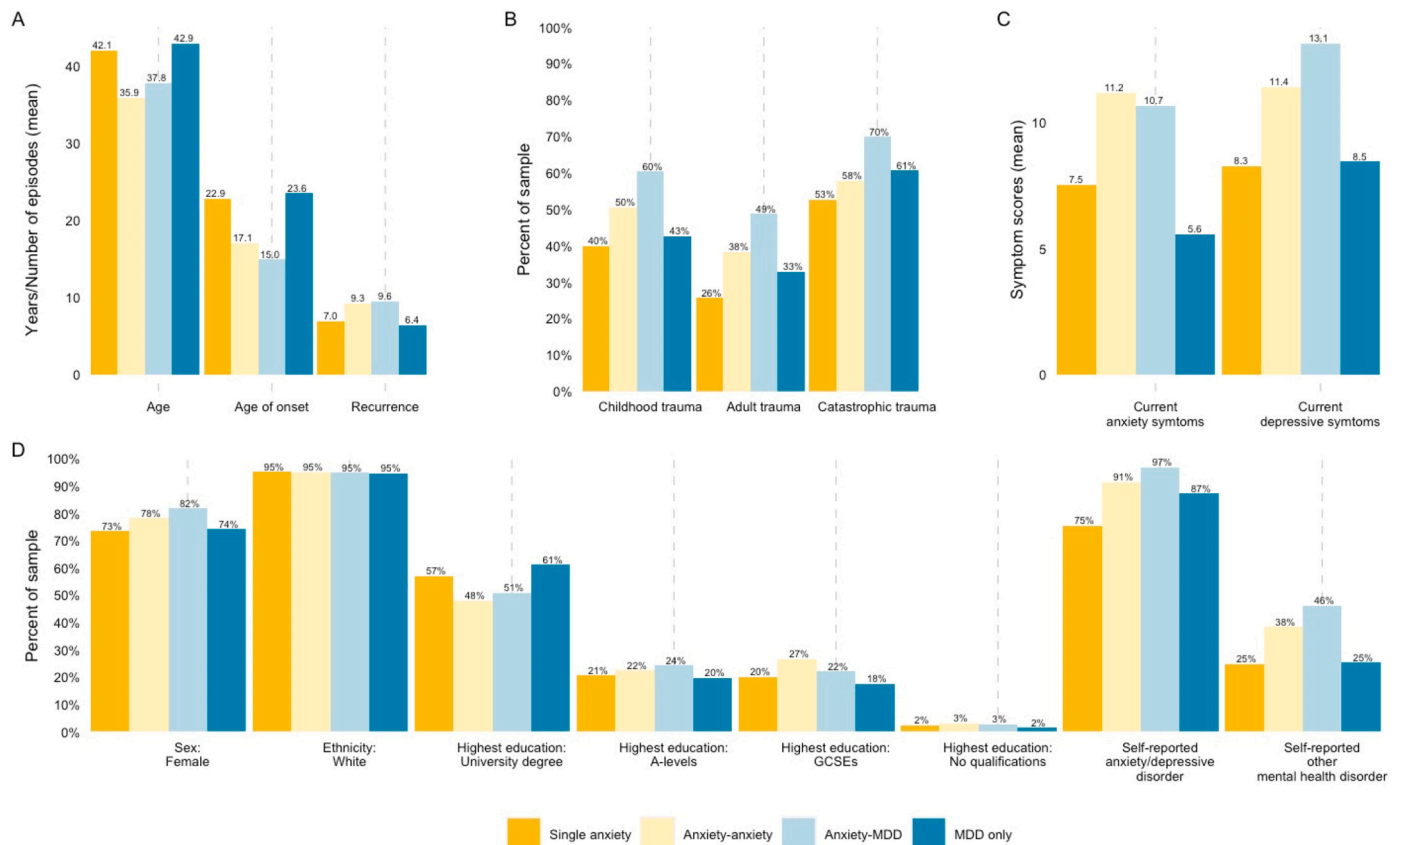 A
Years/Number of episodes (mean)
40
30
20
10
0
42.1
35.9
37.8
42.9
22.9
17.1
15.0
23.6
7.0
9.3
9.6
6.4
Age
Age of onset
Recurrence
B
Percent of sample
100%
90%
80%
70%
60%
50%
40%
30%
20%
10%
0%
40%
50%
60%
43%
26%
38%
49%
33%
53%
58%
70%
61%
Childhood trauma
Adult trauma
Catastrophic trauma
C
Symptom scores (mean)
10
5
0
7.5
11.2
10.7
5.6
8.3
11.4
13.1
8.5
Current
anxiety symtoms
Current
depressive symtoms
D
Percent of sample
100%
90%
80%
70%
60%
50%
40%
30%
20%
10%
0%
73%
78%
82%
74%
95%
95%
95%
95%
57%
48%
51%
61%
21%
22%
24%
20%
20%
27%
22%
18%
2%
3%
3%
2%
75%
91%
97%
87%
25%
38%
46%
25%
Sex:
Female
Ethnicity:
White
Highest education:
University degree
Highest education:
A-levels
Highest education:
GCSEs
Highest education:
No qualifications
Self-reported
anxiety/depressive
disorder
Self-reported
other
mental health disorder
Single anxiety
Anxiety-anxiety
Anxiety-MDD
MDD only